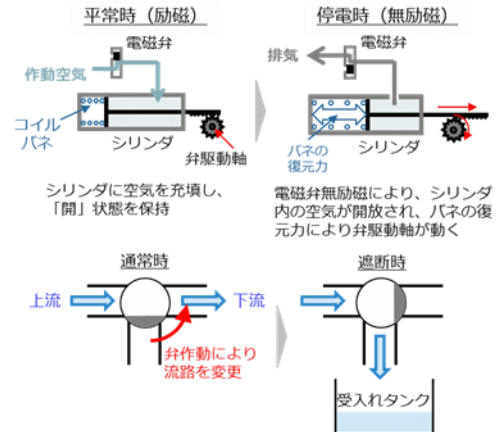 平常時（励磁）
電磁弁
作動空気
コイル
バネ
シリンダ
弁駆動軸
シリンダに空気を充填し、
「開」状態を保持
停電時（無励磁）
電磁弁
排気
バネの
復元力
シリンダ
電磁弁無励磁により、シリンダ
内の空気が開放され、バネの復
元力により弁駆動軸が動く
通常時
上流
下流
弁作動により
流路を変更
遮断時
受入れタンク